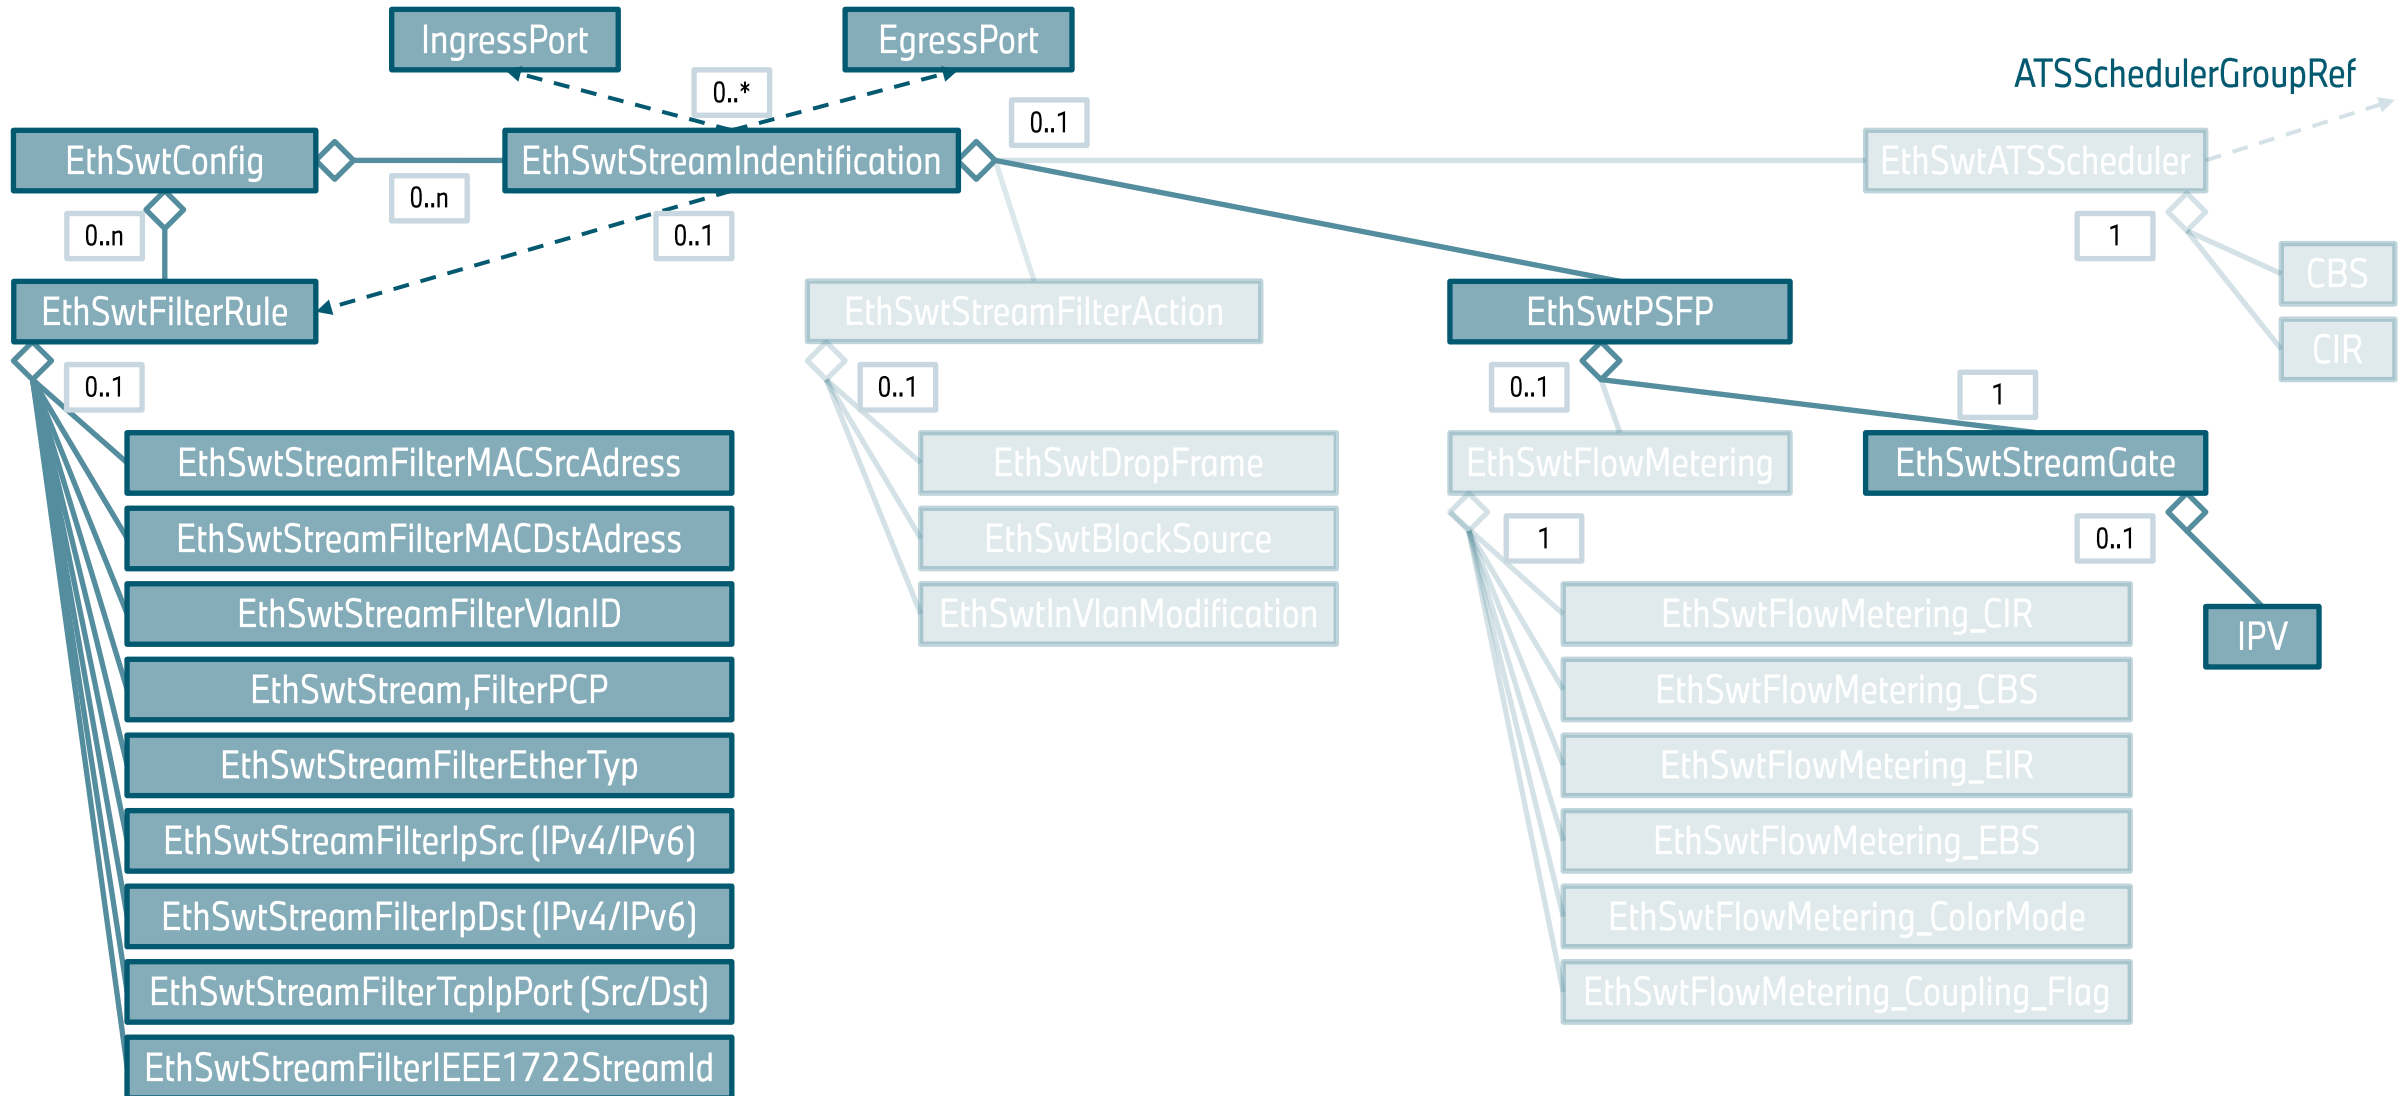 IngressPort
EgressPort
ATSSchedulerGroupRef
0..*
0..1
EthSwtConfig
EthSwtStreamIndentification
EthSwtATSScheduler
0..n
0..n
0..1
1
CBS
EthSwtFilterRule
EthSwtStreamFilterAction
EthSwtPSFP
CIR
0..1
0..1
0..1
1
EthSwtStreamFilterMACSrcAdress
EthSwtDropFrame
EthSwtFlowMetering
EthSwtStreamGate
EthSwtStreamFilterMACDstAdress
EthSwtBlockSource
1
0..1
EthSwtStreamFilterVlanID
EthSwtInVlanModification
EthSwtFlowMetering_CIR
IPV
EthSwtStream,FilterPCP
EthSwtFlowMetering_CBS
EthSwtStreamFilterEtherTyp
EthSwtFlowMetering_EIR
EthSwtStreamFilterIpSrc (IPv4/IPv6)
EthSwtFlowMetering_EBS
EthSwtStreamFilterIpDst (IPv4/IPv6)
EthSwtFlowMetering_ColorMode
EthSwtStreamFilterTcpIpPort (Src/Dst)
EthSwtFlowMetering_Coupling_Flag
EthSwtStreamFilterIEEE1722StreamId